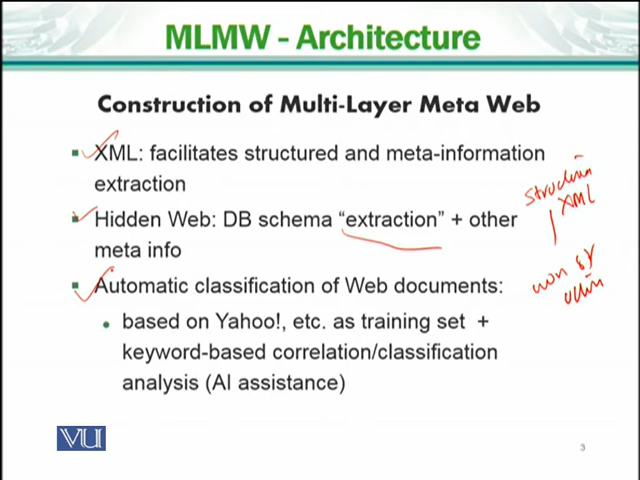 MLMW - Architecture
Construction of Multi-Layer Meta Web
XML: facilitates structured and meta-information
extraction
Hidden Web: DB schema “extraction” + other
meta info
Automatic classification of Web documents:
based on Yahoo!, etc. as training set +
keyword-based correlation/classification
analysis (AI assistance)
XML
non
VU
3